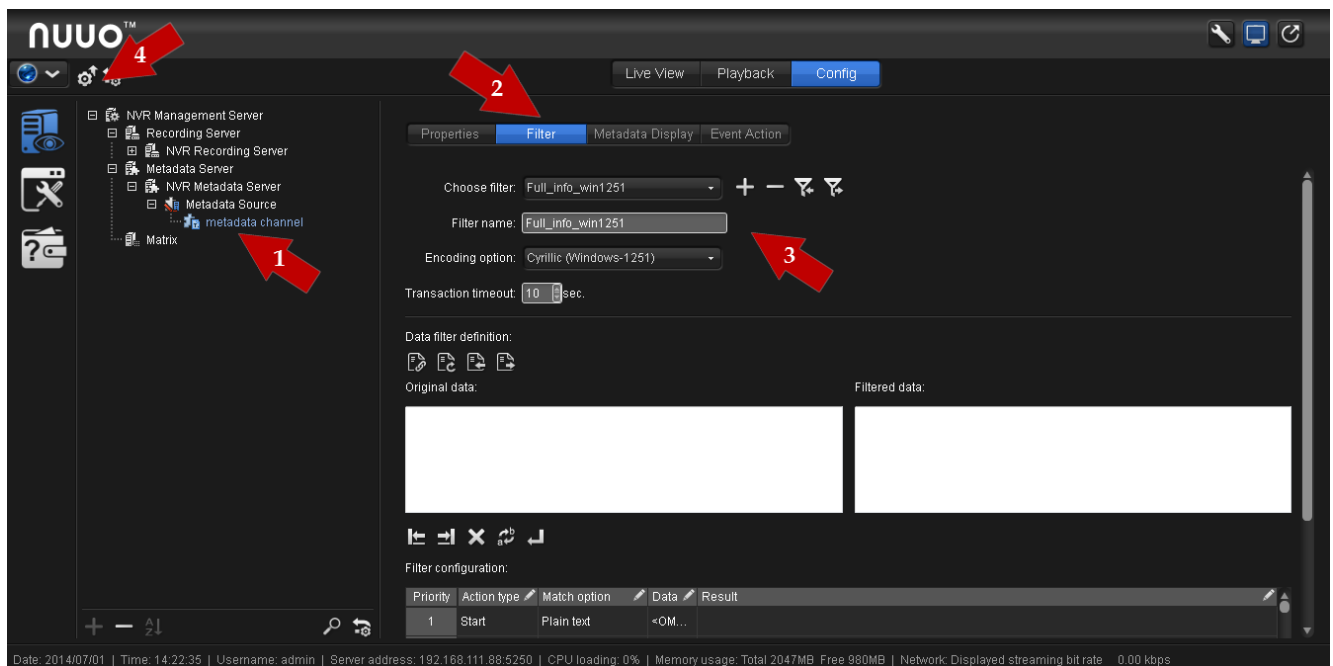 nuuo™
4
Live View Playback Config
2
NVR Management Server
Recording Server
NVR Recording Server
Metadata Server
NVR Metadata Server
Metadata Source
metadata channel
Matrix
1
Properties Filter Metadata Display Event Action
Choose filter: Full_info_win1251
Filter name: Full_info_win1251
Encoding option: Cyrillic (Windows-1251)
3
Transaction timeout: 10 sec.
Data filter definition:
Original data: Filtered data:
Filter configuration:
Priority Action type Match option Data Result
1 Start Plain text <OM...
Date: 2014/07/01 | Time: 14:22:35 | Username: admin | Server address: 192.168.111.88:5250 | CPU loading: 0% | Memory usage: Total 2047MB Free 980MB | Network: Displayed streaming bit rate 0.00 kbps